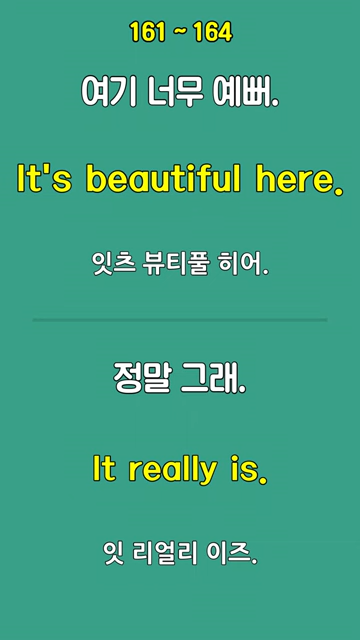 161 ~ 164
여기 너무 예뻐.
It's beautiful here.
잇츠 뷰티풀 히어.
정말 그래.
It really is.
잇 리얼리 이즈.